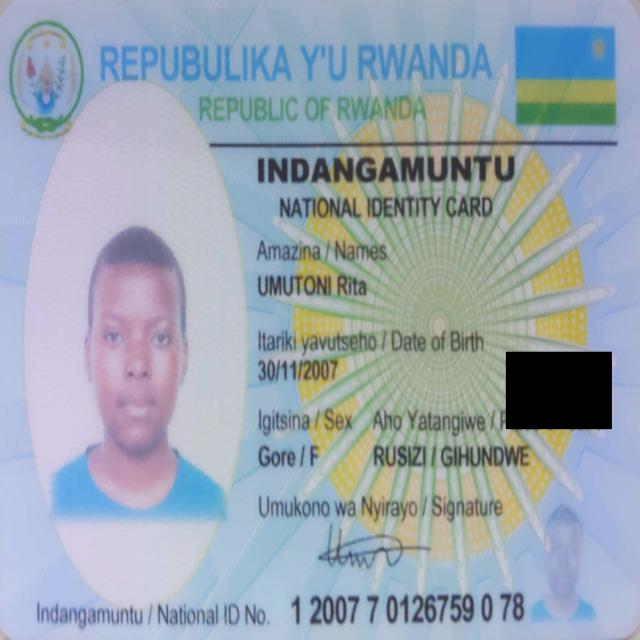 REPUBULIKA Y'U RWANDA
REPUBLIC OF RWANDA
INDANGAMUNTU
NATIONAL IDENTITY CARD
Amazina / Names
UMUTONI Rita
Itariki yavutseho / Date of Birth
30/11/2007
Igitsina / Sex Aho Yatangiwe /
Gore / F RUSIZI / GIHUNDWE
Umukono wa Nyirayo / Signature
Indangamuntu / National ID No. 1 2007 7 0126759 0 78